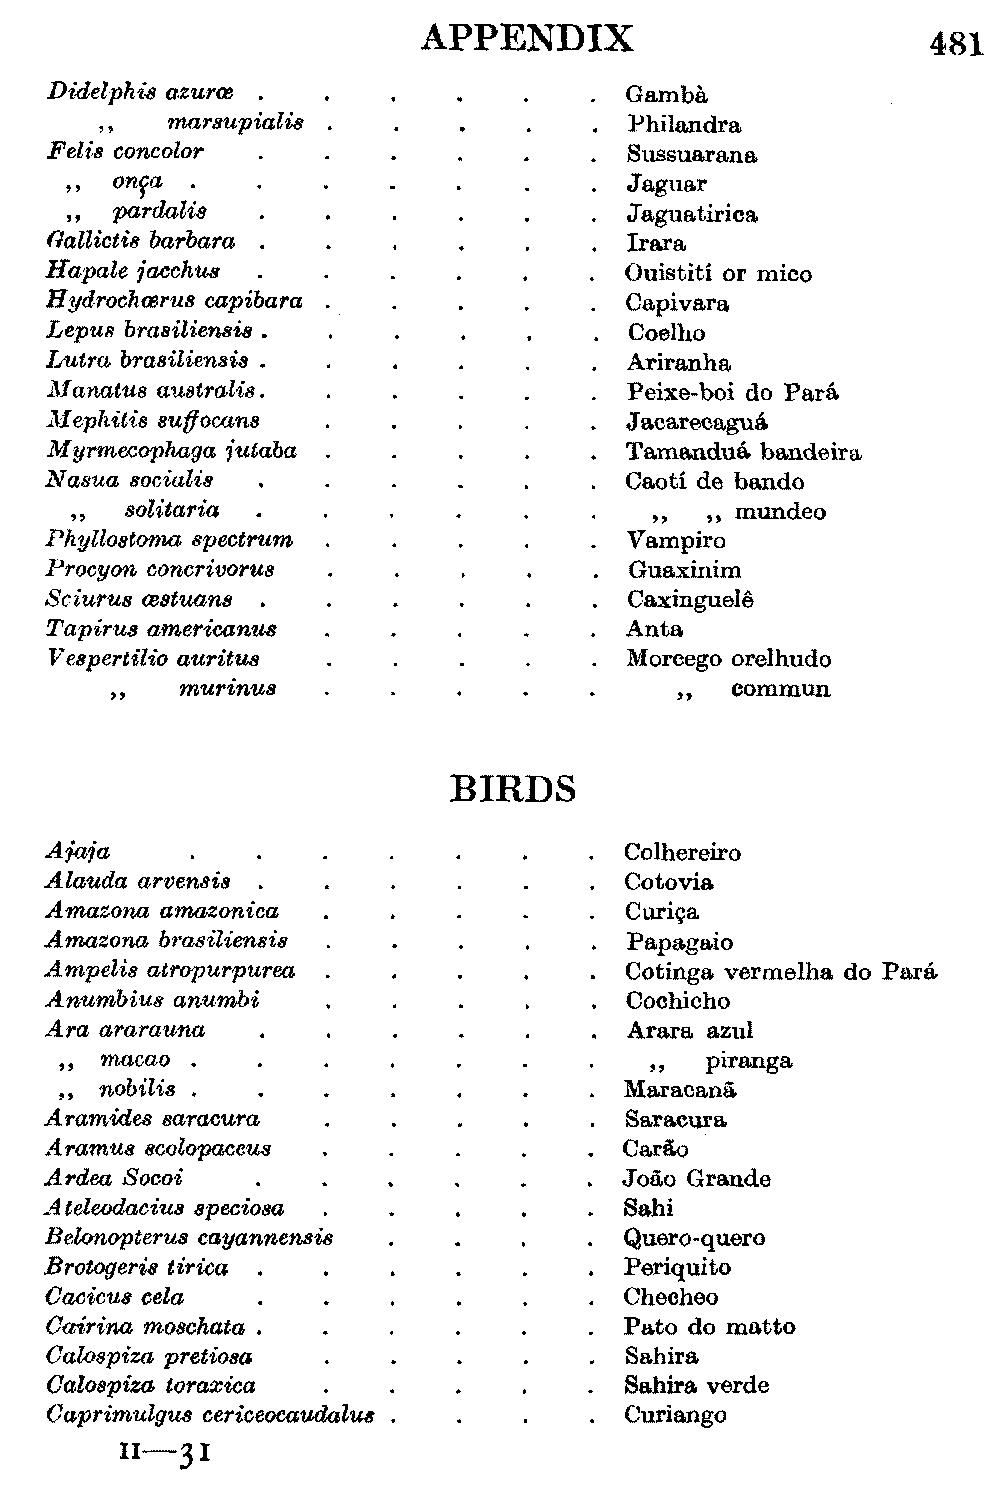 APPENDIX 481
Didelphis azuræ . . . . . . Gambà
,, marsupialis . . . . . Philandra
Felis concolor . . . . . . Sussuarana
,, onça . . . . . . . Jaguar
,, pardalis . . . . . . Jaguatirica
Gallictis barbara . . . . . . Irara
Hapale jacchus . . . . . . Ouistití or mico
Hydrochœrus capibara . . . . . Capivara
Lepus brasiliensis . . . . . . Coelho
Lutra brasiliensis . . . . . . Ariranha
Manatus australis . . . . . . Peixe-boi do Pará
Mephitis suffocans . . . . . Jacarecaguá
Myrmecophaga jutaba . . . . . Tamanduá bandeira
Nasua socialis . . . . . . Caotí de bando
,, solitaria . . . . . . ,, ,, mundeo
Phyllostoma spectrum . . . . . Vampiro
Procyon concrivorus . . . . . Guaxinim
Sciurus æstuans . . . . . . Caxinguelê
Tapirus americanus . . . . . Anta
Vespertilio auritus . . . . . Morcego orelhudo
,, murinus . . . . . ,, commun
BIRDS
Ajaja . . . . . . . Colhereiro
Alauda arvensis . . . . . . Cotovia
Amazona amazonica . . . . . Curiça
Amazona brasiliensis . . . . . Papagaio
Ampelis atropurpurea . . . . . Cotinga vermelha do Pará
Anumbius anumbi . . . . . Cochicho
Ara ararauna . . . . . . Arara azul
,, macao . . . . . . . ,, piranga
,, nobilis . . . . . . . Maracanã
Aramides saracura . . . . . Saracura
Aramus scolopaceus . . . . . Carão
Ardea Socoi . . . . . . João Grande
Ateleodacius speciosa . . . . . Sahi
Belonopterus cayannensis . . . . Quero-quero
Brotogeris tirica . . . . . . Periquito
Cacicus cela . . . . . . Checheo
Cairina moschata . . . . . . Pato do matto
Calospiza pretiosa . . . . . Sahira
Calospiza toraxica . . . . . Sahira verde
Caprimulgus cericeocaudalus . . . . Curiango
II—31